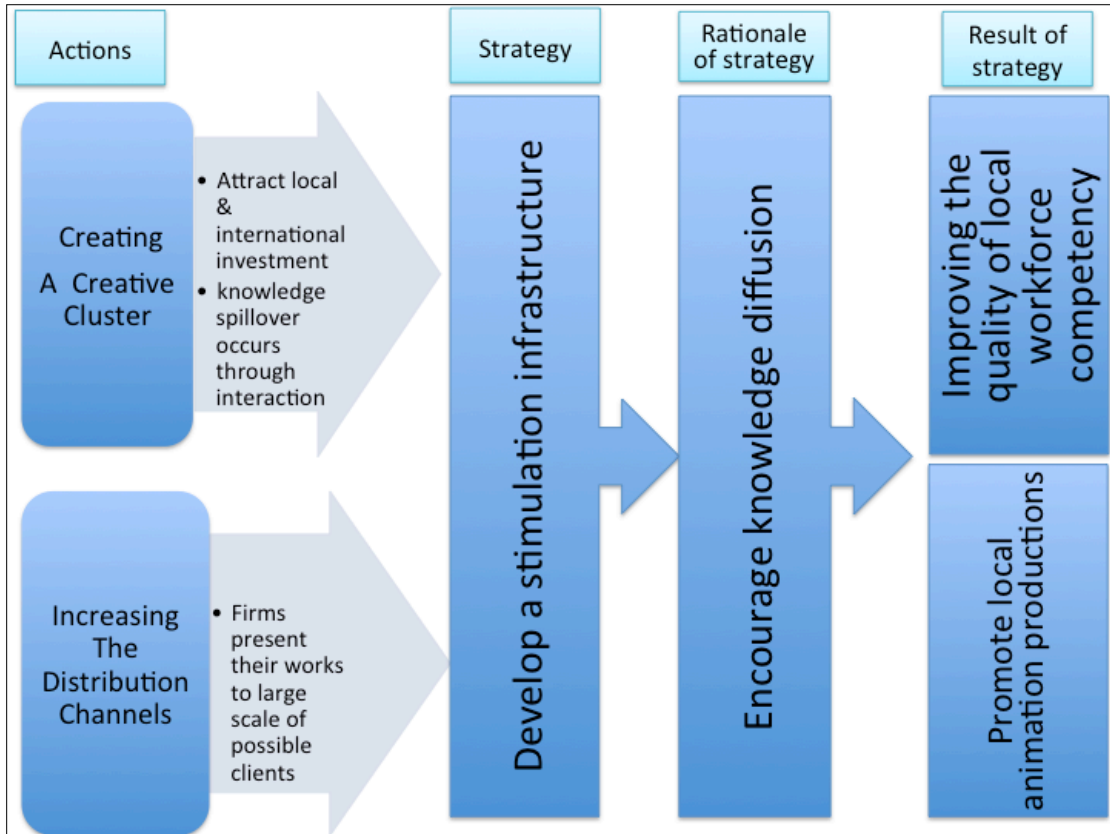 Actions
Strategy
Rationale
of strategy
Result of
strategy
Creating
A Creative
Cluster
• Attract local
&
international
investment
• knowledge
spillover
occurs
through
interaction
Increasing
The
Distribution
Channels
• Firms
present
their works
to large
scale of
possible
clients
Develop a stimulation infrastructure
Encourage knowledge diffusion
Improving the
quality of local
workforce
competency
Promote local
animation productions